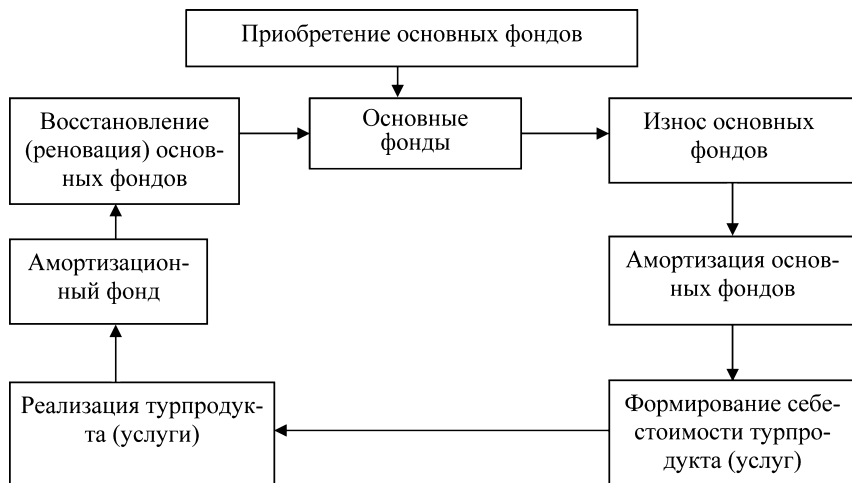 Приобретение основных фондов
Восстановление
(реновация) основ-
ных фондов
Основные
фонды
Износ основных
фондов
Амортизацион-
ный фонд
Амортизация основ-
ных фондов
Реализация турпродук-
та (услуги)
Формирование себе-
стоимости турпро-
дукта (услуг)